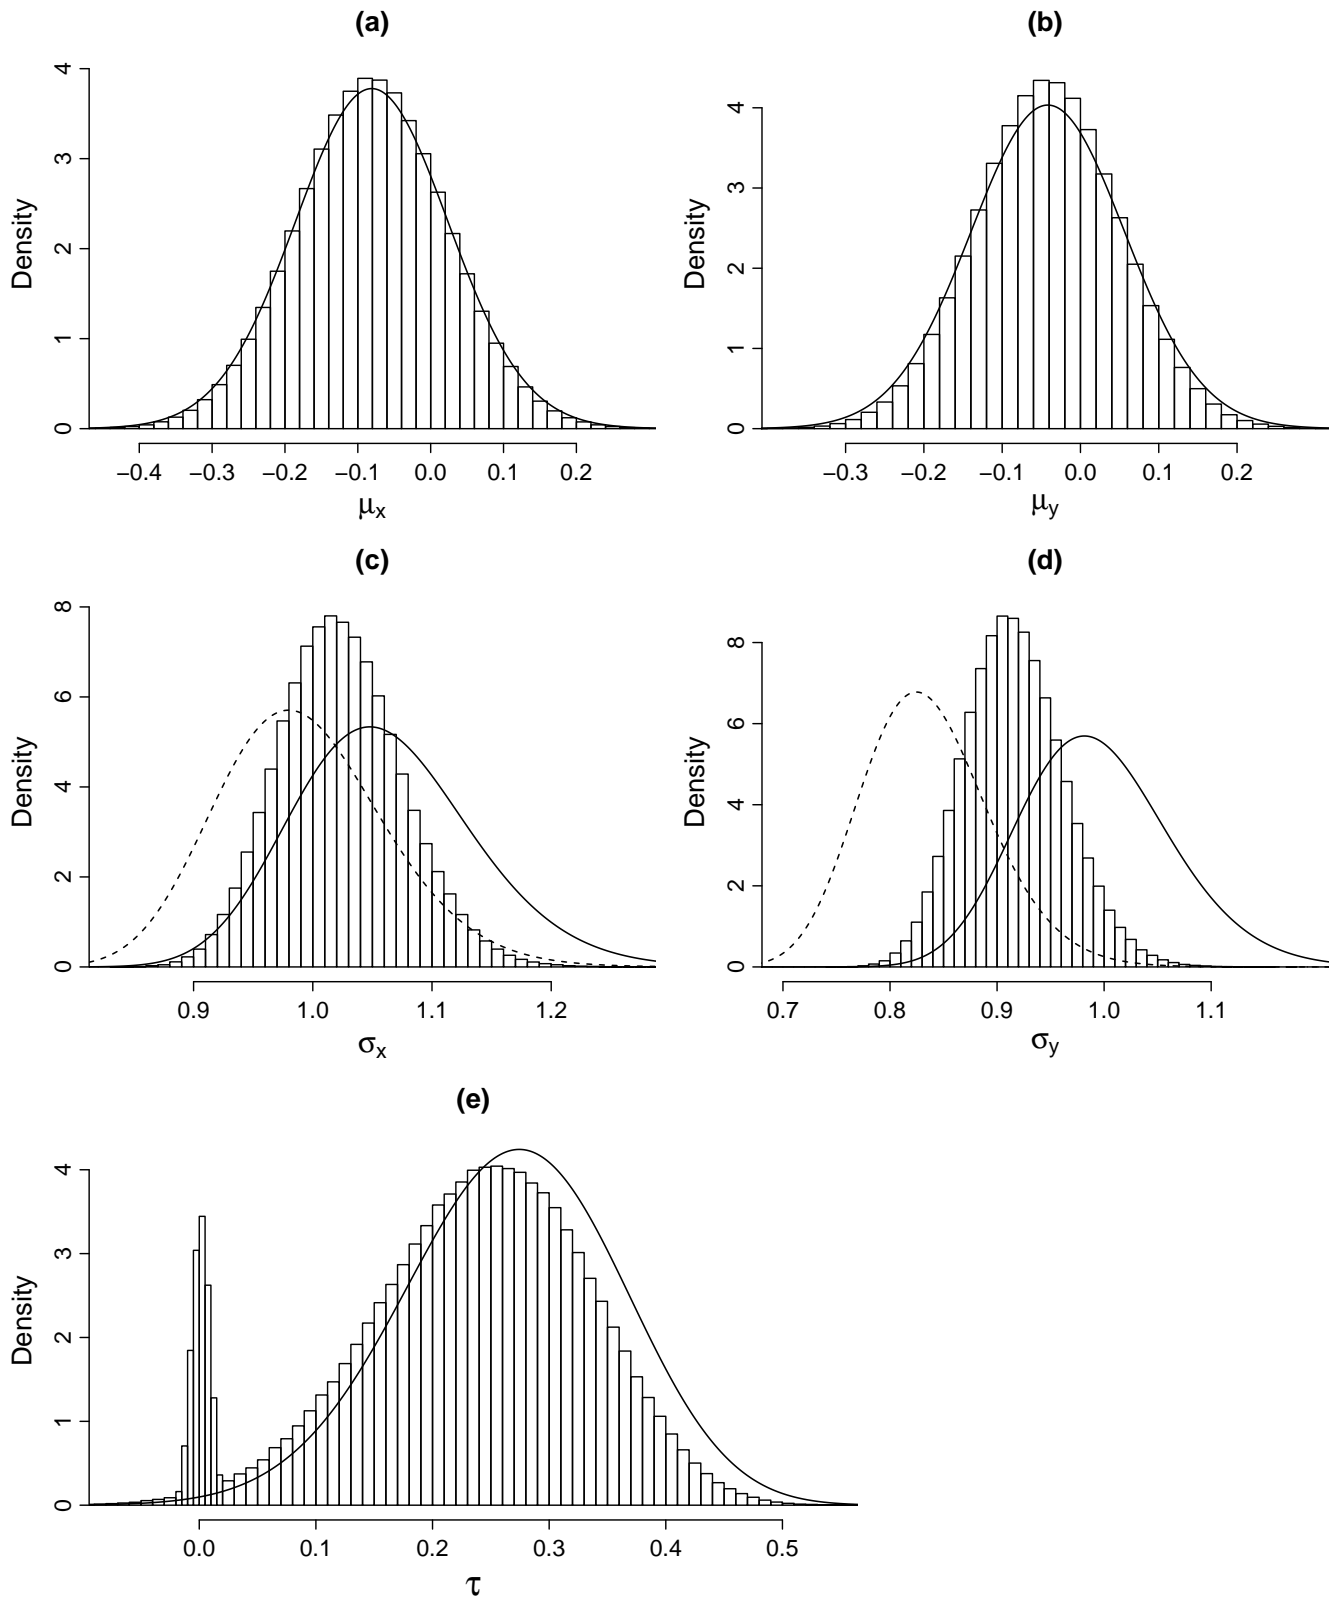 (a)
Density
0 1 2 3 4
−0.4 −0.3 −0.2 −0.1 0.0 0.1 0.2
μx
(b)
Density
0 1 2 3 4
−0.3 −0.2 −0.1 0.0 0.1 0.2
μy
(c)
Density
0 2 4 6 8
0.9 1.0 1.1 1.2
σx
(d)
Density
0 2 4 6 8
0.7 0.8 0.9 1.0 1.1
σy
(e)
Density
0 1 2 3 4
0.0 0.1 0.2 0.3 0.4 0.5
τ